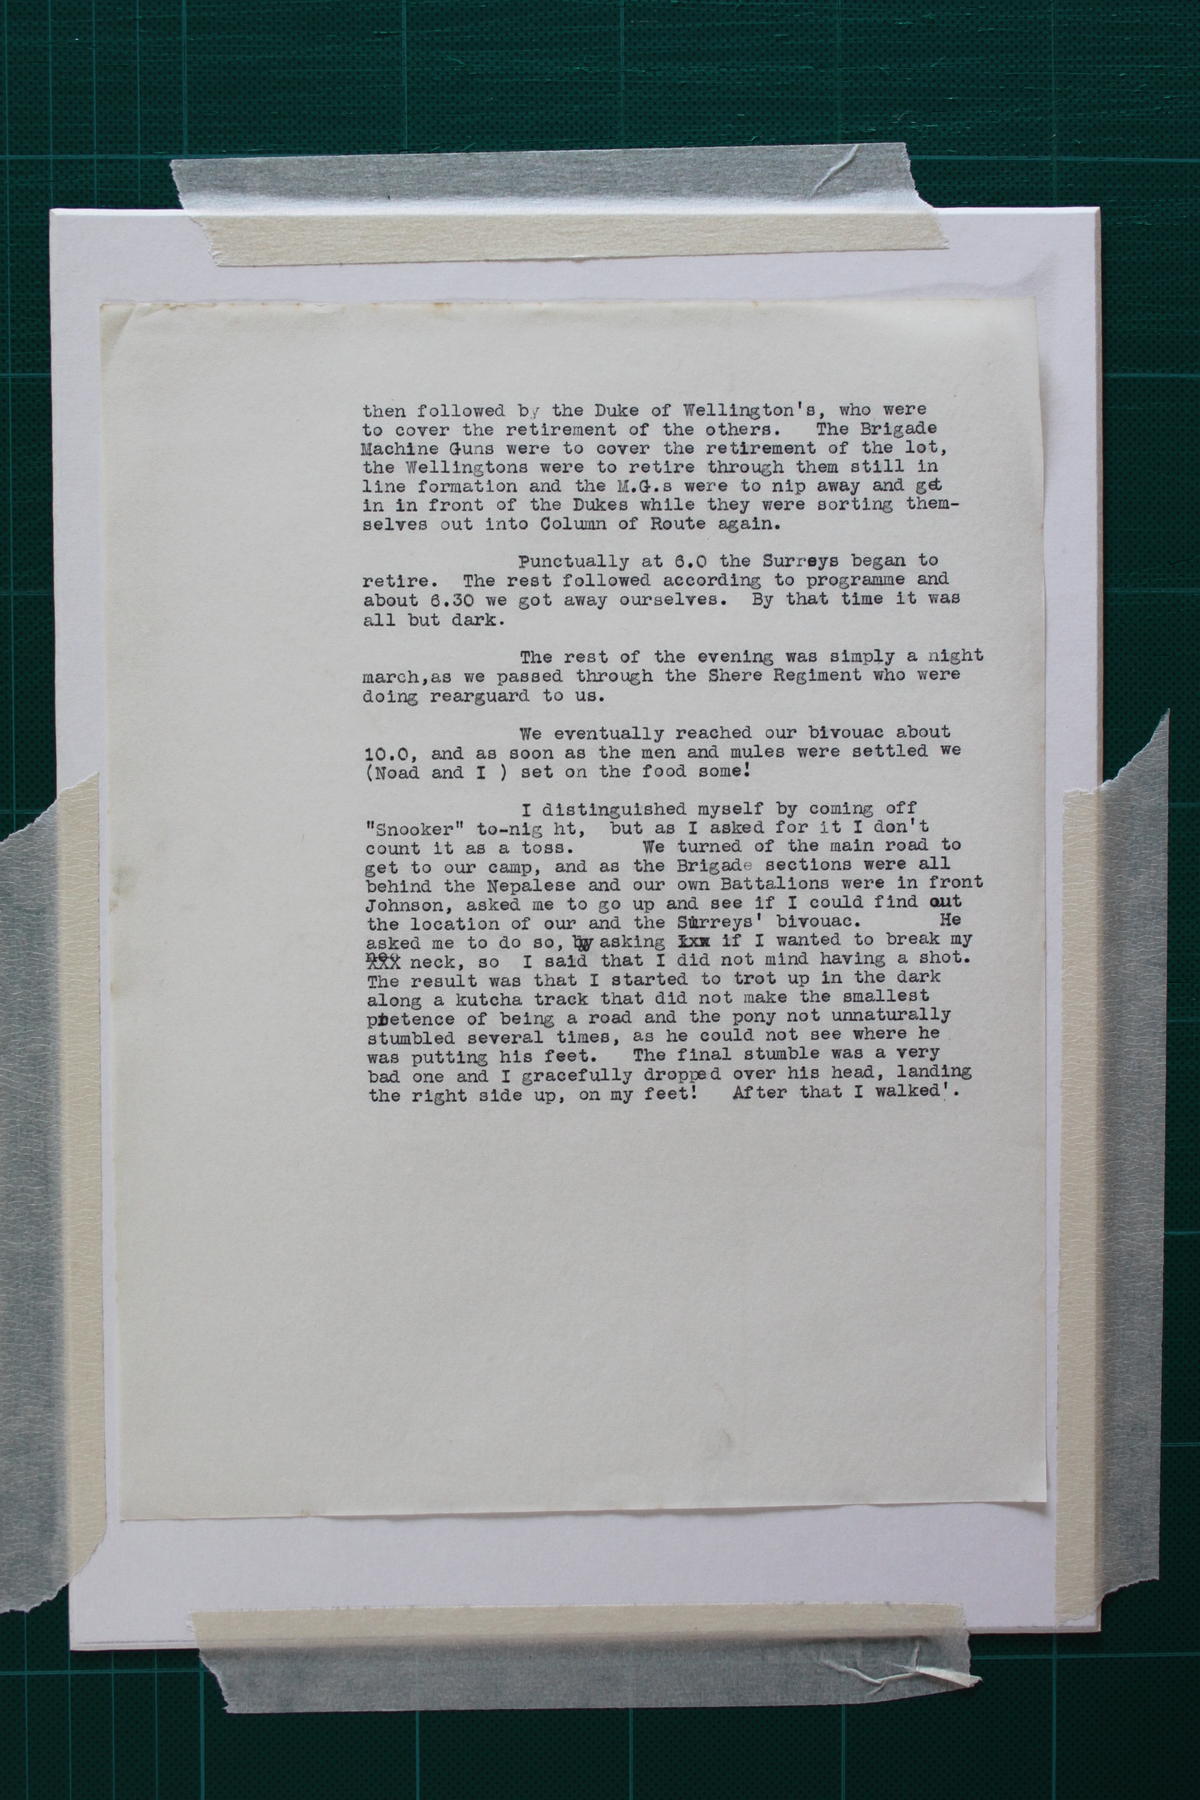 then followed by the Duke of Wellington's, who were
to cover the retirement of the others.   The Brigade
Machine Guns were to cover the retirement of the lot,
the Wellingtons were to retire through them still in
line formation and the M.G.s were to nip away and get
in in front of the Dukes while they were sorting them-
selves out into Column of Route again.
Punctually at 6.0 the Surreys began to
retire.  The rest followed according to programme and
about 6.30 we got away ourselves.  By that time it was
all but dark.
The rest of the evening was simply a night
march,as we passed through the Shere Regiment who were
doing rearguard to us.
We eventually reached our bivouac about
10.0, and as soon as the men and mules were settled we
(Noad and I ) set on the food some!
I distinguished myself by coming off
"Snooker" to-nig ht,  but as I asked for it I don't
count it as a toss.      We turned of the main road to
get to our camp, and as the Brigade sections were all
behind the Nepalese and our own Battalions were in front
Johnson, asked me to go up and see if I could find out
the location of our and the Surreys' bivouac.       He
asked me to do so, by asking xxx if I wanted to break my
nec
XXX neck, so  I said that I did not mind having a shot.
The result was that I started to trot up in the dark
along a kutcha track that did not make the smallest
pretence of being a road and the pony not unnaturally
stumbled several times, as he could not see where he
was putting his feet.   The final stumble was a very
bad one and I gracefully dropped over his head, landing
the right side up, on my feet!   After that I walked'.